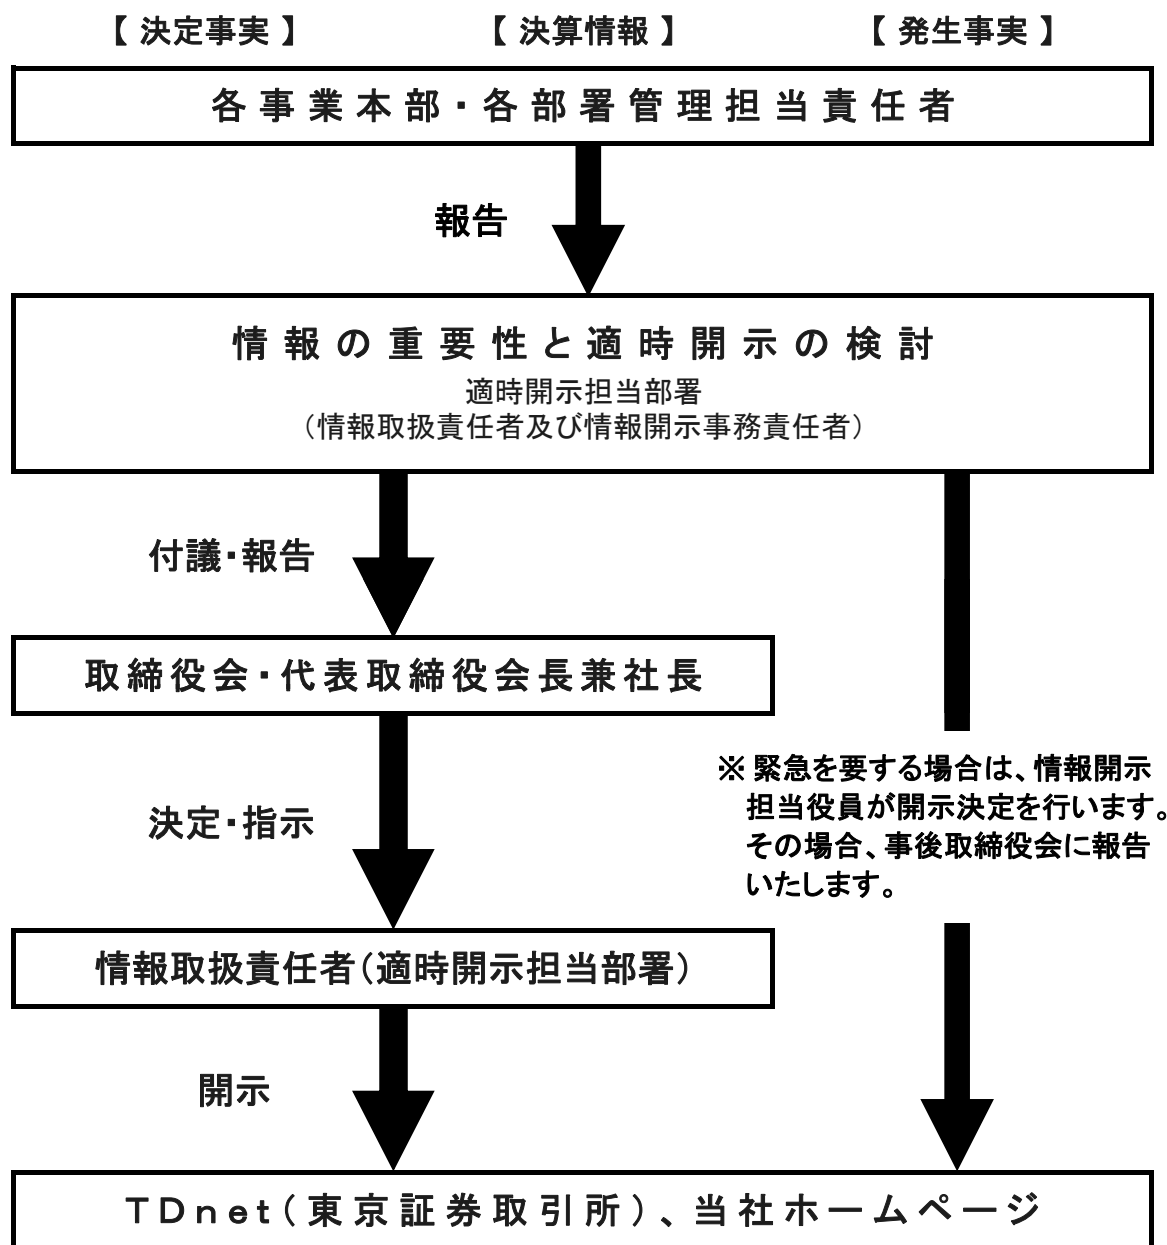 【 決定事実 】 【 決算情報 】 【 発生事実 】
各事業本部・各部署管理担当責任者
報告
情報の重要性と適時開示の検討
適時開示担当部署
（情報取扱責任者及び情報開示事務責任者）
付議・報告
取締役会・代表取締役会長兼社長
※ 緊急を要する場合は、情報開示
担当役員が開示決定を行います。
その場合、事後取締役会に報告
いたします。
決定・指示
情報取扱責任者（適時開示担当部署）
開示
ＴＤｎｅｔ（東京証券取引所）、当社ホームページ